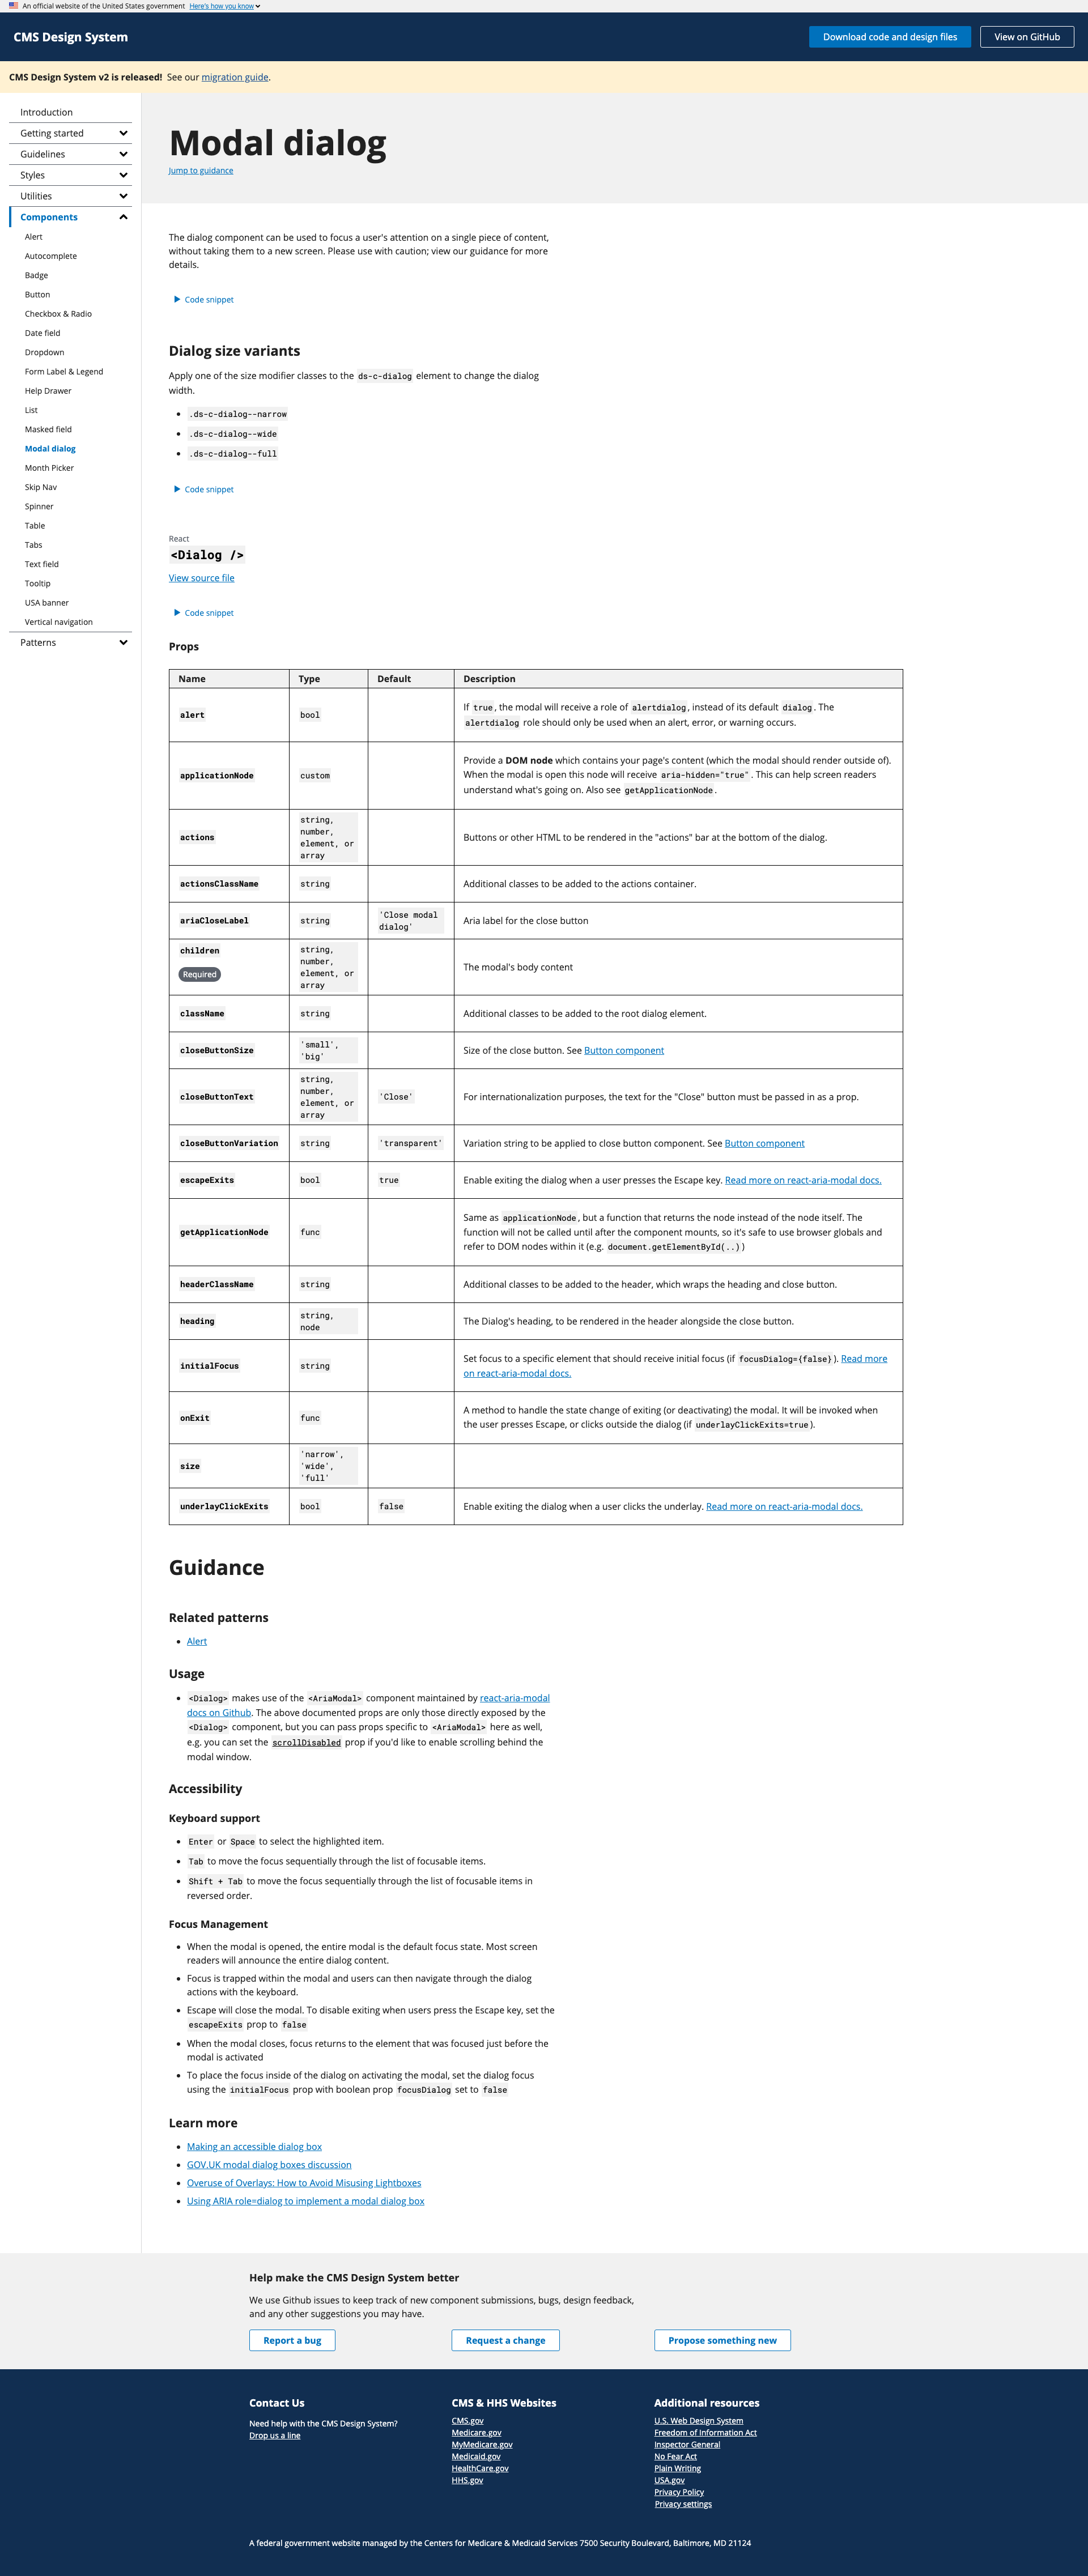 An official website of the United States government Here's how you know
CMS Design System
Download code and design files
View on GitHub
CMS Design System v2 is released! See our migration guide.
Introduction
Getting started
Guidelines
Styles
Utilities
Components
Alert
Autocomplete
Badge
Button
Checkbox & Radio
Date field
Dropdown
Form Label & Legend
Help Drawer
List
Masked field
Modal dialog
Month Picker
Skip Nav
Spinner
Table
Tabs
Text field
Tooltip
USA banner
Vertical navigation
Patterns
Modal dialog
Jump to guidance
The dialog component can be used to focus a user's attention on a single piece of content,
without taking them to a new screen. Please use with caution; view our guidance for more
details.
Code snippet
Dialog size variants
Apply one of the size modifier classes to the ds-c-dialog element to change the dialog
width.
.ds-c-dialog--narrow
.ds-c-dialog--wide
.ds-c-dialog--full
Code snippet
React
<Dialog />
View source file
Code snippet
Props
Name Type Default Description
alert bool If true, the modal will receive a role of alertdialog, instead of its default dialog. The
alertdialog role should only be used when an alert, error, or warning occurs.
applicationNode custom Provide a DOM node which contains your page's content (which the modal should render outside of).
When the modal is open this node will receive aria-hidden="true". This can help screen readers
understand what's going on. Also see getApplicationNode.
actions string,
number,
element, or
array
Buttons or other HTML to be rendered in the "actions" bar at the bottom of the dialog.
actionsClassName string Additional classes to be added to the actions container.
ariaCloseLabel string 'Close modal
dialog'
Aria label for the close button
children
Required
string,
number,
element, or
array
The modal's body content
className string Additional classes to be added to the root dialog element.
closeButtonSize 'small',
'big'
Size of the close button. See Button component
closeButtonText string,
number,
element, or
array
'Close' For internationalization purposes, the text for the "Close" button must be passed in as a prop.
closeButtonVariation string 'transparent' Variation string to be applied to close button component. See Button component
escapeExits bool true Enable exiting the dialog when a user presses the Escape key. Read more on react-aria-modal docs.
getApplicationNode func Same as applicationNode, but a function that returns the node instead of the node itself. The
function will not be called until after the component mounts, so it's safe to use browser globals and
refer to DOM nodes within it (e.g. document.getElementById(..))
headerClassName string Additional classes to be added to the header, which wraps the heading and close button.
heading string,
node
The Dialog's heading, to be rendered in the header alongside the close button.
initialFocus string Set focus to a specific element that should receive initial focus (if focusDialog={false}). Read more
on react-aria-modal docs.
onExit func A method to handle the state change of exiting (or deactivating) the modal. It will be invoked when
the user presses Escape, or clicks outside the dialog (if underlayClickExits=true).
size 'narrow',
'wide',
'full'
underlayClickExits bool false Enable exiting the dialog when a user clicks the underlay. Read more on react-aria-modal docs.
Guidance
Related patterns
Alert
Usage
<Dialog> makes use of the <AriaModal> component maintained by react-aria-modal
docs on Github. The above documented props are only those directly exposed by the
<Dialog> component, but you can pass props specific to <AriaModal> here as well,
e.g. you can set the scrollDisabled prop if you'd like to enable scrolling behind the
modal window.
Accessibility
Keyboard support
Enter or Space to select the highlighted item.
Tab to move the focus sequentially through the list of focusable items.
Shift + Tab to move the focus sequentially through the list of focusable items in
reversed order.
Focus Management
When the modal is opened, the entire modal is the default focus state. Most screen
readers will announce the entire dialog content.
Focus is trapped within the modal and users can then navigate through the dialog
actions with the keyboard.
Escape will close the modal. To disable exiting when users press the Escape key, set the
escapeExits prop to false
When the modal closes, focus returns to the element that was focused just before the
modal is activated
To place the focus inside of the dialog on activating the modal, set the dialog focus
using the initialFocus prop with boolean prop focusDialog set to false
Learn more
Making an accessible dialog box
GOV.UK modal dialog boxes discussion
Overuse of Overlays: How to Avoid Misusing Lightboxes
Using ARIA role=dialog to implement a modal dialog box
Help make the CMS Design System better
We use Github issues to keep track of new component submissions, bugs, design feedback,
and any other suggestions you may have.
Report a bug
Request a change
Propose something new
Contact Us
Need help with the CMS Design System?
Drop us a line
CMS & HHS Websites
CMS.gov
Medicare.gov
MyMedicare.gov
Medicaid.gov
HealthCare.gov
HHS.gov
Additional resources
U.S. Web Design System
Freedom of Information Act
Inspector General
No Fear Act
Plain Writing
USA.gov
Privacy Policy
Privacy settings
A federal government website managed by the Centers for Medicare & Medicaid Services 7500 Security Boulevard, Baltimore, MD 21124